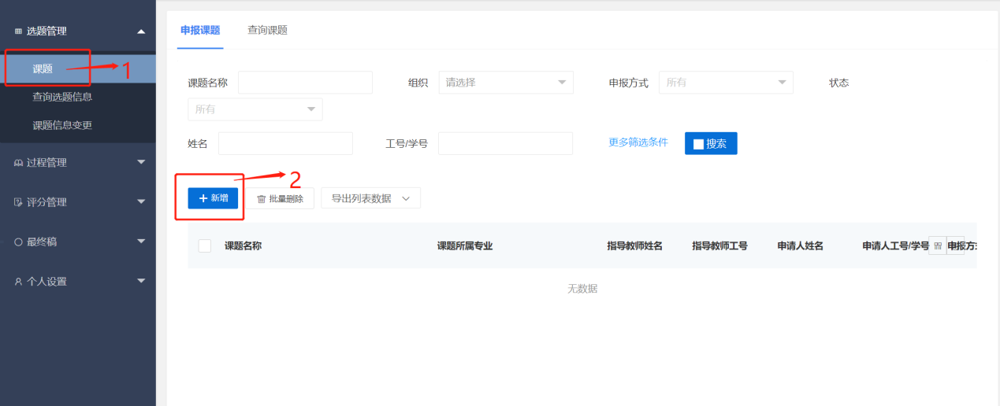 选题管理
课题
1
查询选题信息
课题信息变更
过程管理
评分管理
最终稿
个人设置
申报课题 查询课题
课题名称 组织 请选择 申报方式 所有 状态
所有
姓名 工号/学号 更多筛选条件 搜索
2
新增 批量删除 导出列表数据
课题名称 课题所属专业 指导教师姓名 指导教师工号 申请人姓名 申请人工号/学号 申报方
无数据